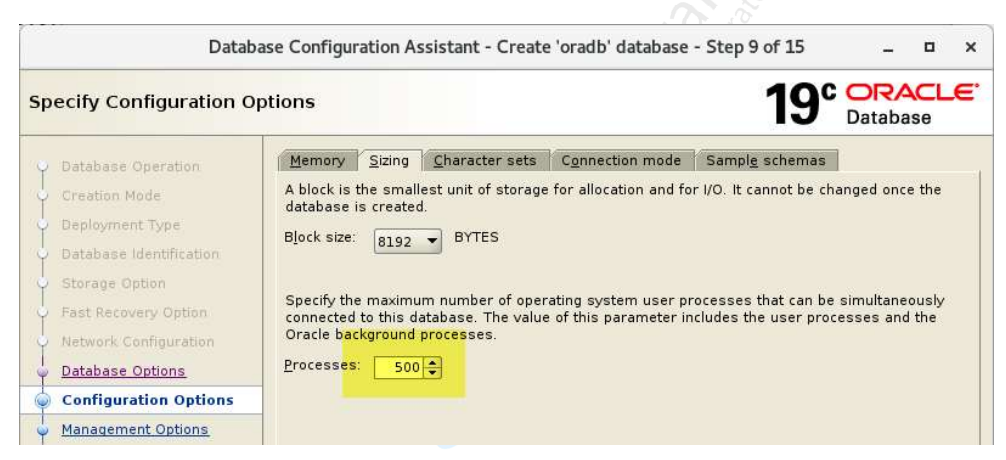 Database Configuration Assistant - Create 'oradb' database - Step 9 of 15
Specify Configuration Options
19c ORACLE
Database
Database Operation
Creation Mode
Deployment Type
Database Identification
Storage Option
Fast Recovery Option
Network Configuration
Database Options
Configuration Options
Management Options
Memory Sizing Character sets Connection mode Sample schemas
A block is the smallest unit of storage for allocation and for I/O. It cannot be changed once the
database is created.
Block size: 8192 BYTES
Specify the maximum number of operating system user processes that can be simultaneously
connected to this database. The value of this parameter includes the user processes and the
Oracle background processes.
Processes: 500